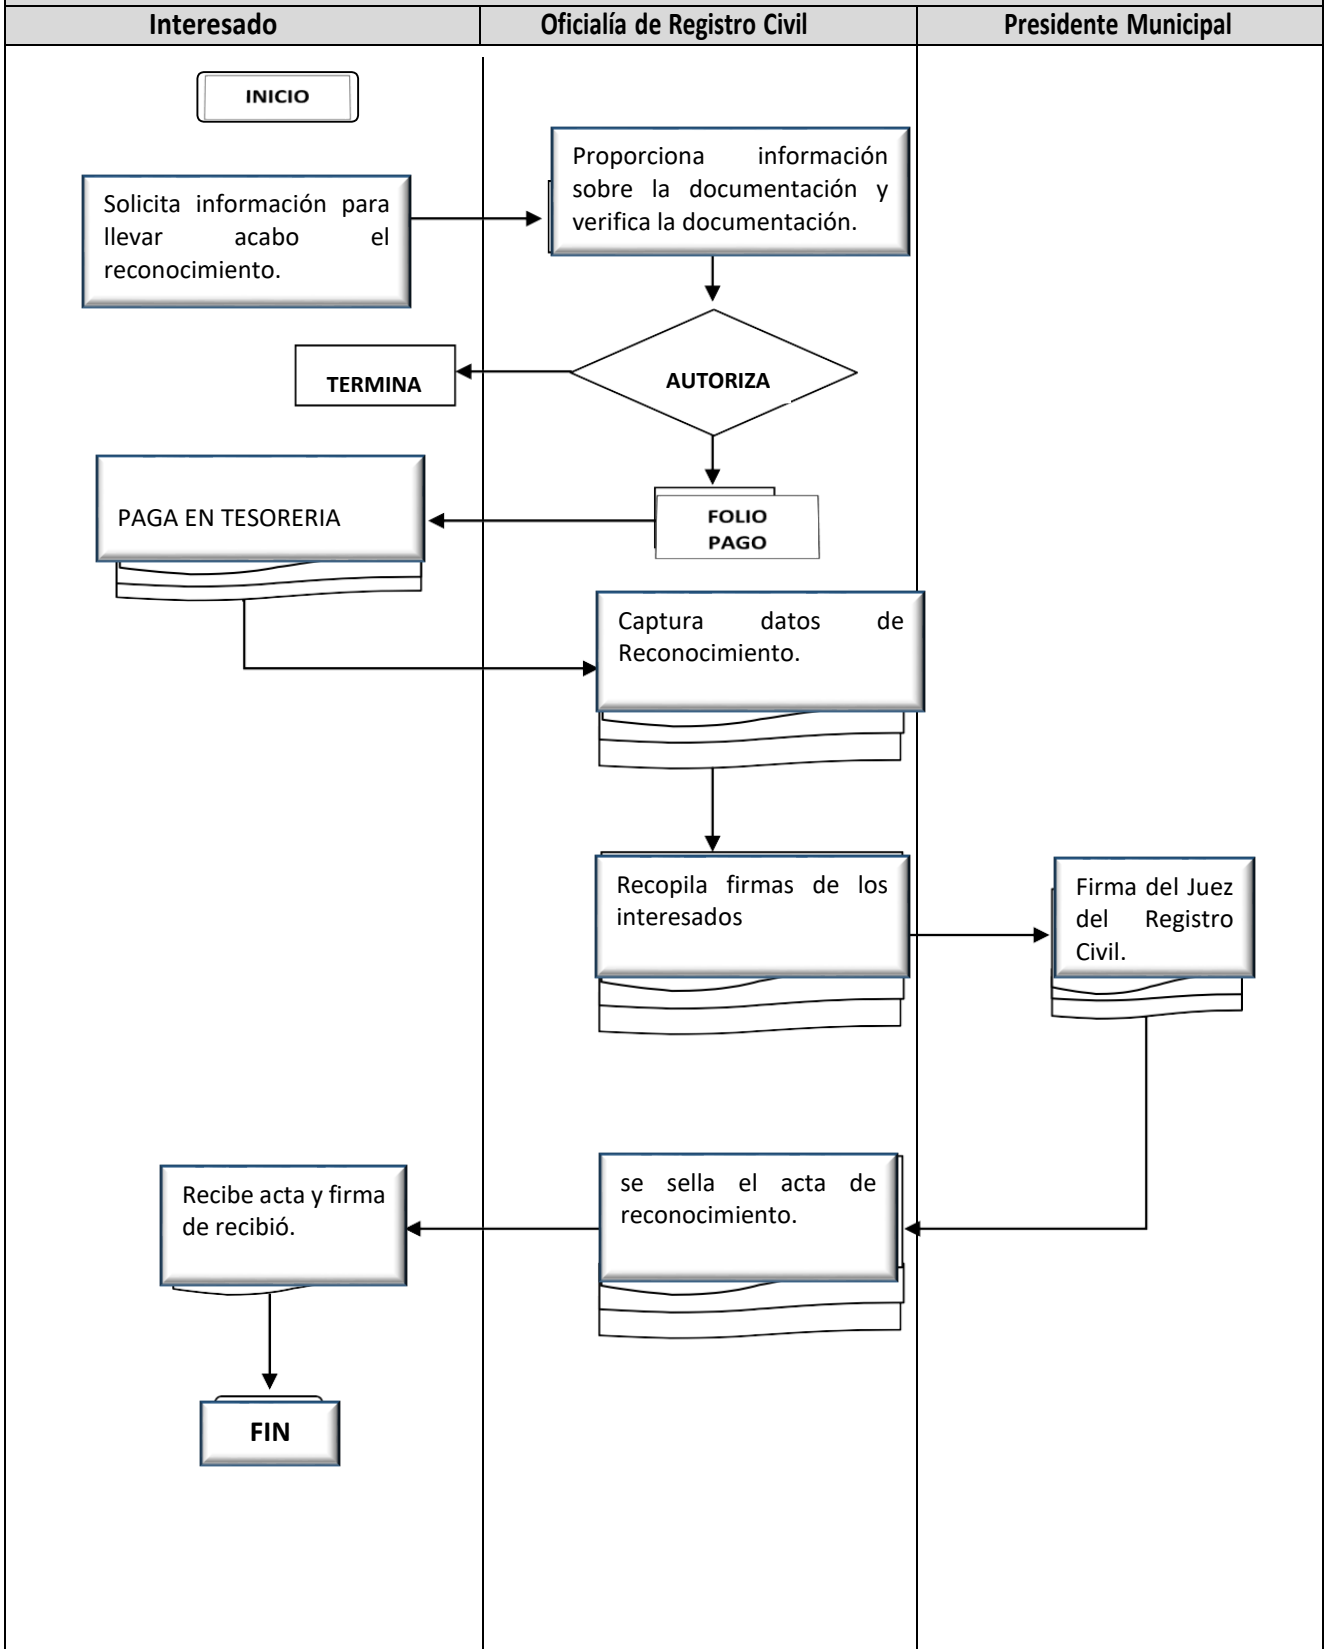 Interesado
Oficialía de Registro Civil
Presidente Municipal
INICIO
Proporciona información
sobre la documentación y
verifica la documentación.
Solicita información para
llevar acabo el
reconocimiento.
TERMINA
AUTORIZA
PAGA EN TESORERIA
FOLIO
PAGO
Captura datos de
Reconocimiento.
Recopila firmas de los
interesados
Firma del Juez
del Registro
Civil.
se sella el acta de
reconocimiento.
Recibe acta y firma
de recibió.
FIN